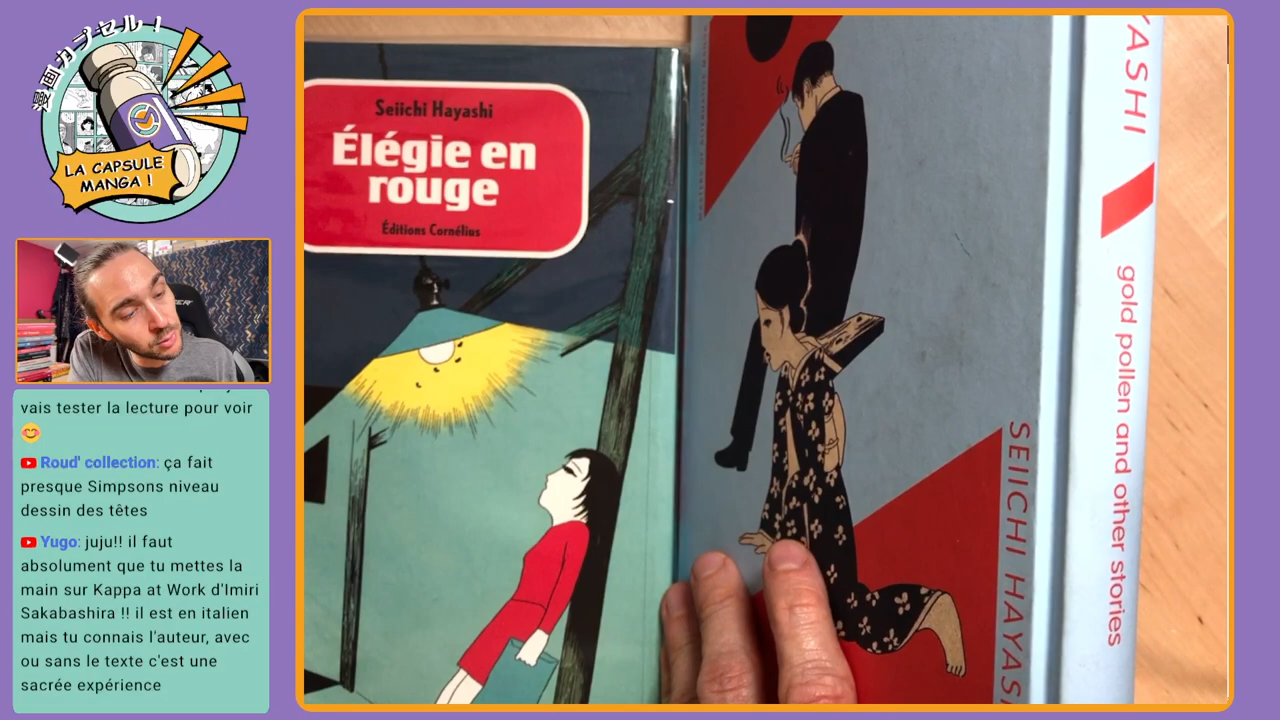 漫画カプセル！
LA CAPSULE
MANGA !
vais tester la lecture pour voir
😊
Roud' collection: ça fait
presque Simpsons niveau
dessin des têtes
Yugo: juju!! il faut
absolument que tu mettes la
main sur Kappa at Work d'Imiri
Sakabashira !! il est en italien
mais tu connais l'auteur, avec
ou sans le texte c'est une
sacrée expérience
Seiichi Hayashi
Élégie en
rouge
Éditions Cornélius
SEIICHI HAYAS
YASHI
gold pollen and other stories